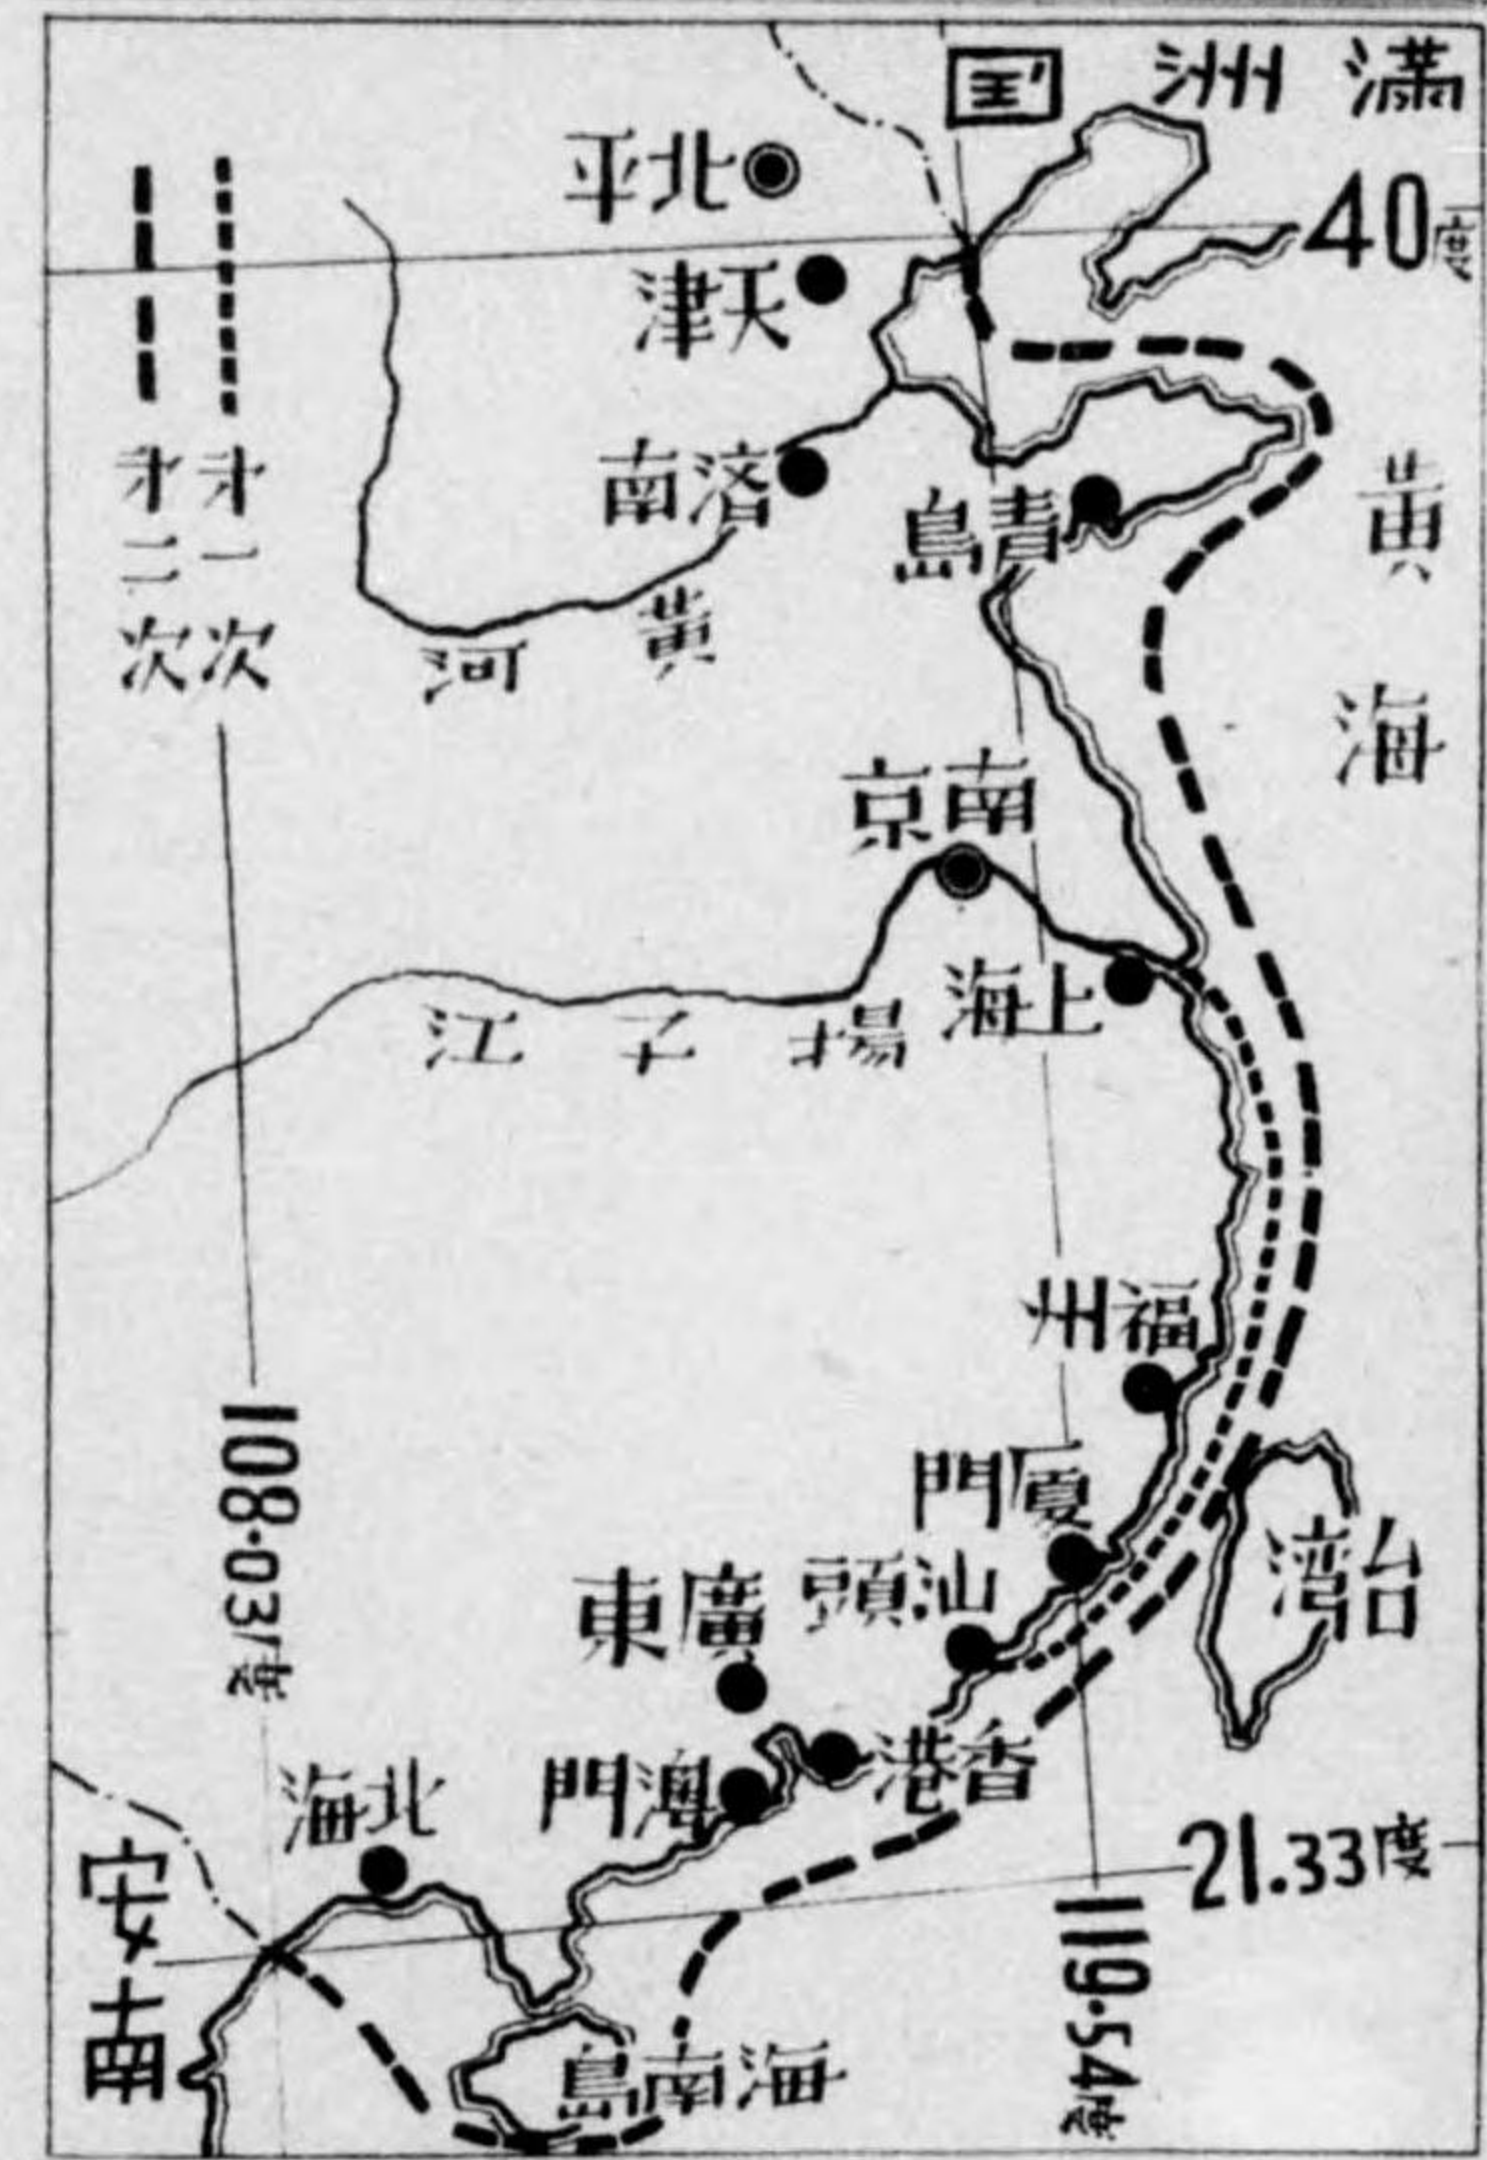 滿洲国
北平
40度
天津
済南
青島
黄海
黄河
才一次
才二次
南京
上海
揚子江
福州
108.03度
厦門
汕頭
台湾
廣東
香港
澳門
北海
21.33度
119.54度
安南
海南島